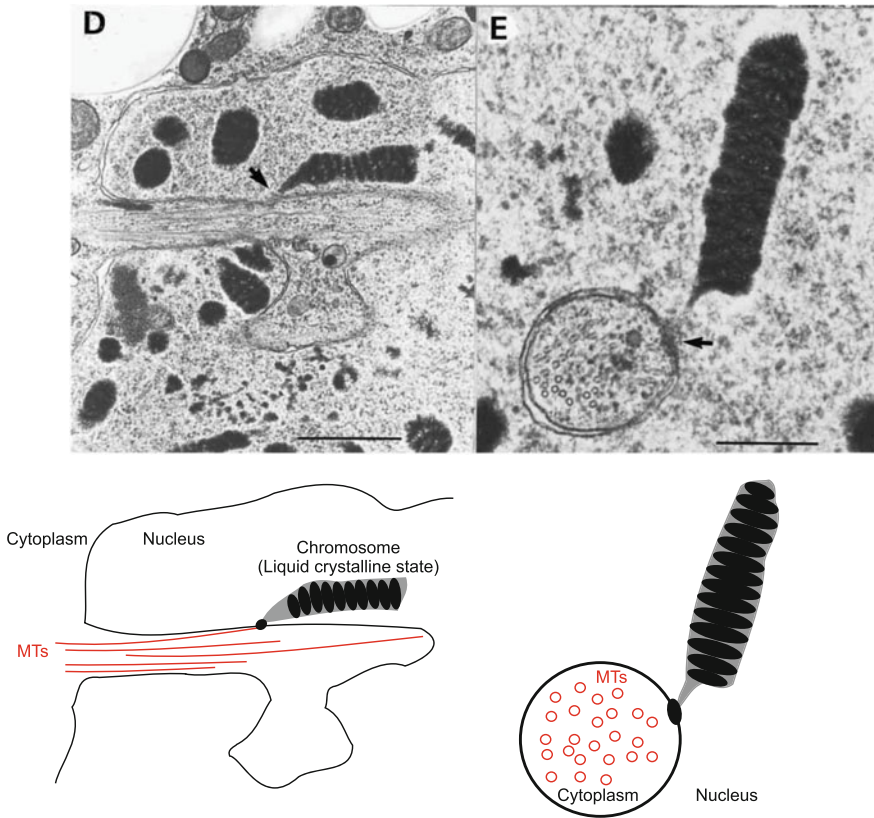 D
E
Cytoplasm
Nucleus
Chromosome
(Liquid crystalline state)
MTs
MTs
Cytoplasm
Nucleus